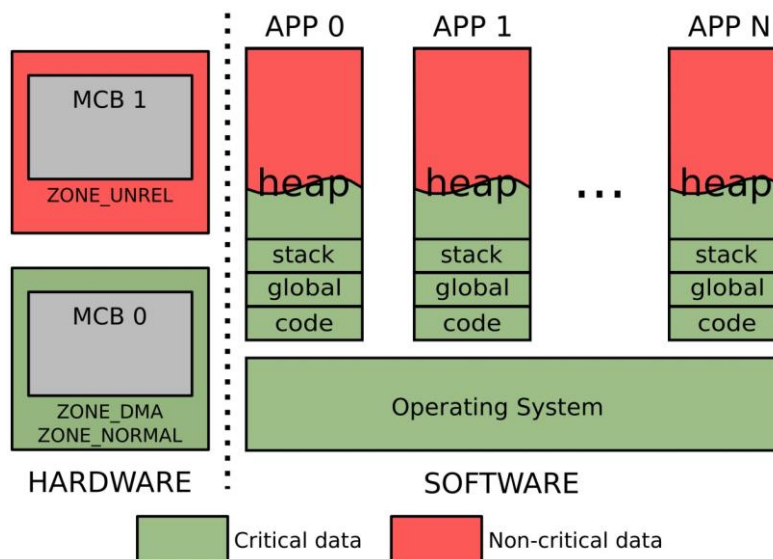 APP 0
APP 1
APP N
MCB 1
ZONE_UNREL
heap
heap
...
heap
stack
stack
stack
global
global
global
code
code
code
MCB 0
ZONE_DMA
ZONE_NORMAL
Operating System
HARDWARE
SOFTWARE
Critical data
Non-critical data